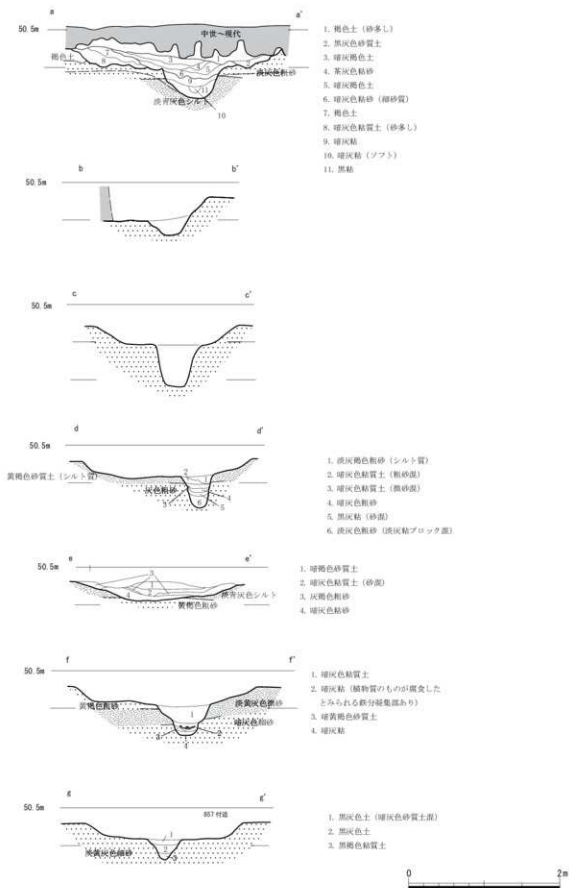 a
a'
50.5m
中世~現代
褐色土
淡灰色粗砂
淡青灰色シルト
10
1. 褐色土(砂多し)
2. 黒灰色砂質土
3. 暗灰褐色土
4. 茶灰色粘砂
5. 暗灰褐色土
6. 暗灰色粘砂(細砂質)
7. 褐色土
8. 暗灰色粘質土(砂多し)
9. 暗灰粘
10. 暗灰粘(ソフト)
11. 黒粘
b
b'
50.5m
c
c'
50.5m
d
d'
50.5m
黄褐色砂質土(シルト質)
灰色粗砂
1. 淡灰褐色粗砂(シルト質)
2. 暗灰色粘質土(粗砂混)
3. 暗灰色粘質土(微砂混)
4. 暗灰色粗砂
5. 黒灰粘(砂混)
6. 淡灰色粗砂(淡灰粘ブロック混)
e
e'
50.5m
淡青灰色シルト
黄褐色粗砂
1. 暗褐色砂質土
2. 暗灰色粘質土(砂混)
3. 灰褐色粗砂
4. 暗灰色粘砂
f
f'
50.5m
黄褐色粗砂
淡黄灰色微砂
暗灰色粗砂
1. 暗灰色粘質土
2. 暗灰粘(植物質のものが腐食した
とみられる鉄分凝集部あり)
3. 暗黄褐色砂質土
4. 暗灰粘
g
g'
50.5m
857付近
淡黄灰色細砂
1. 黒灰色土(暗灰色砂質土混)
2. 黒灰色土
3. 黒褐色粘質土
0
2m